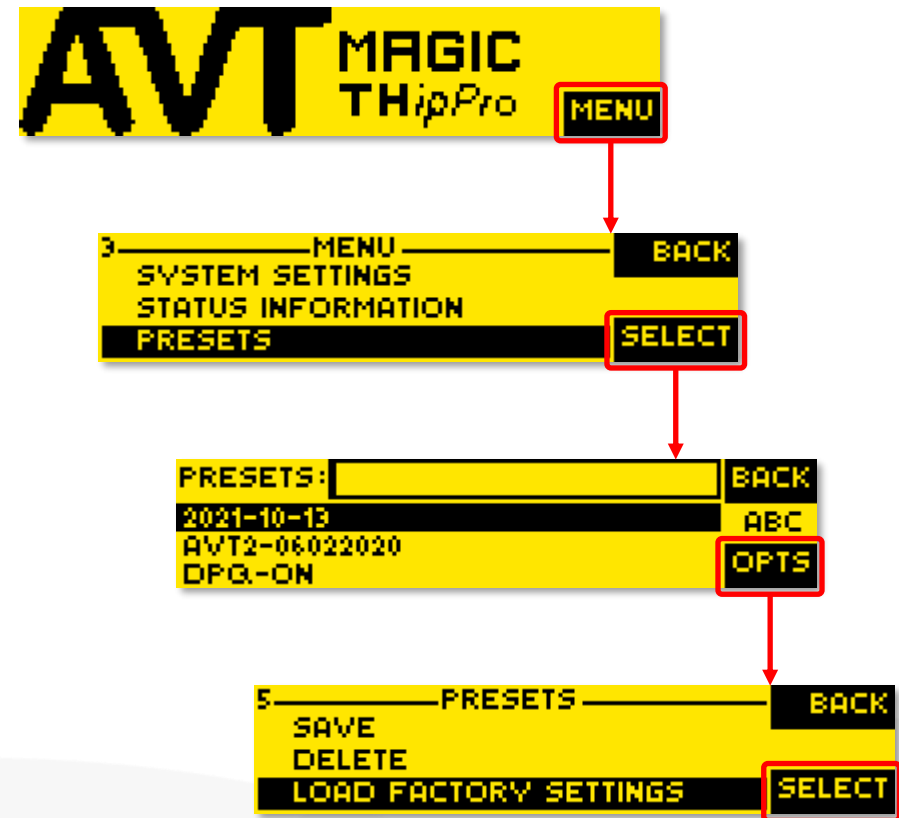 AVT MAGIC
THipPro MENU
3 MENU BACK
SYSTEM SETTINGS
STATUS INFORMATION
PRESETS SELECT
PRESETS: BACK
2021-10-13 ABC
AVT2-06022020
DPQ-ON OPTS
5 PRESETS BACK
SAVE
DELETE
LOAD FACTORY SETTINGS SELECT